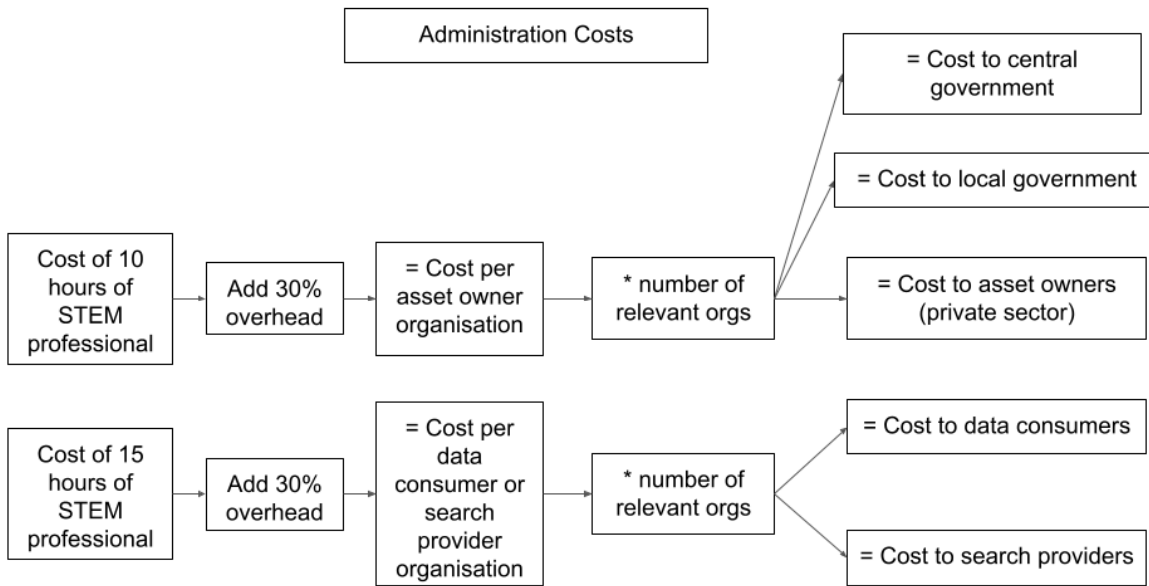 Administration Costs
= Cost to central
government
= Cost to local government
Cost of 10
hours of
STEM
professional
Add 30%
overhead
= Cost per
asset owner
organisation
* number of
relevant orgs
= Cost to asset owners
(private sector)
Cost of 15
hours of
STEM
professional
Add 30%
overhead
= Cost per
data
consumer or
search
provider
organisation
* number of
relevant orgs
= Cost to data consumers
= Cost to search providers